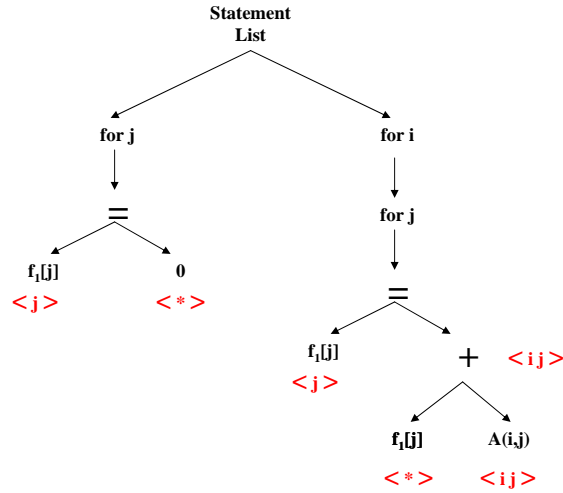 Statement
List
for j
for i
for j
=
f₁[j]
0
< j >
< * >
=
f₁[j]
+
< i j >
< j >
f₁[j]
A(i,j)
< * >
< i j >